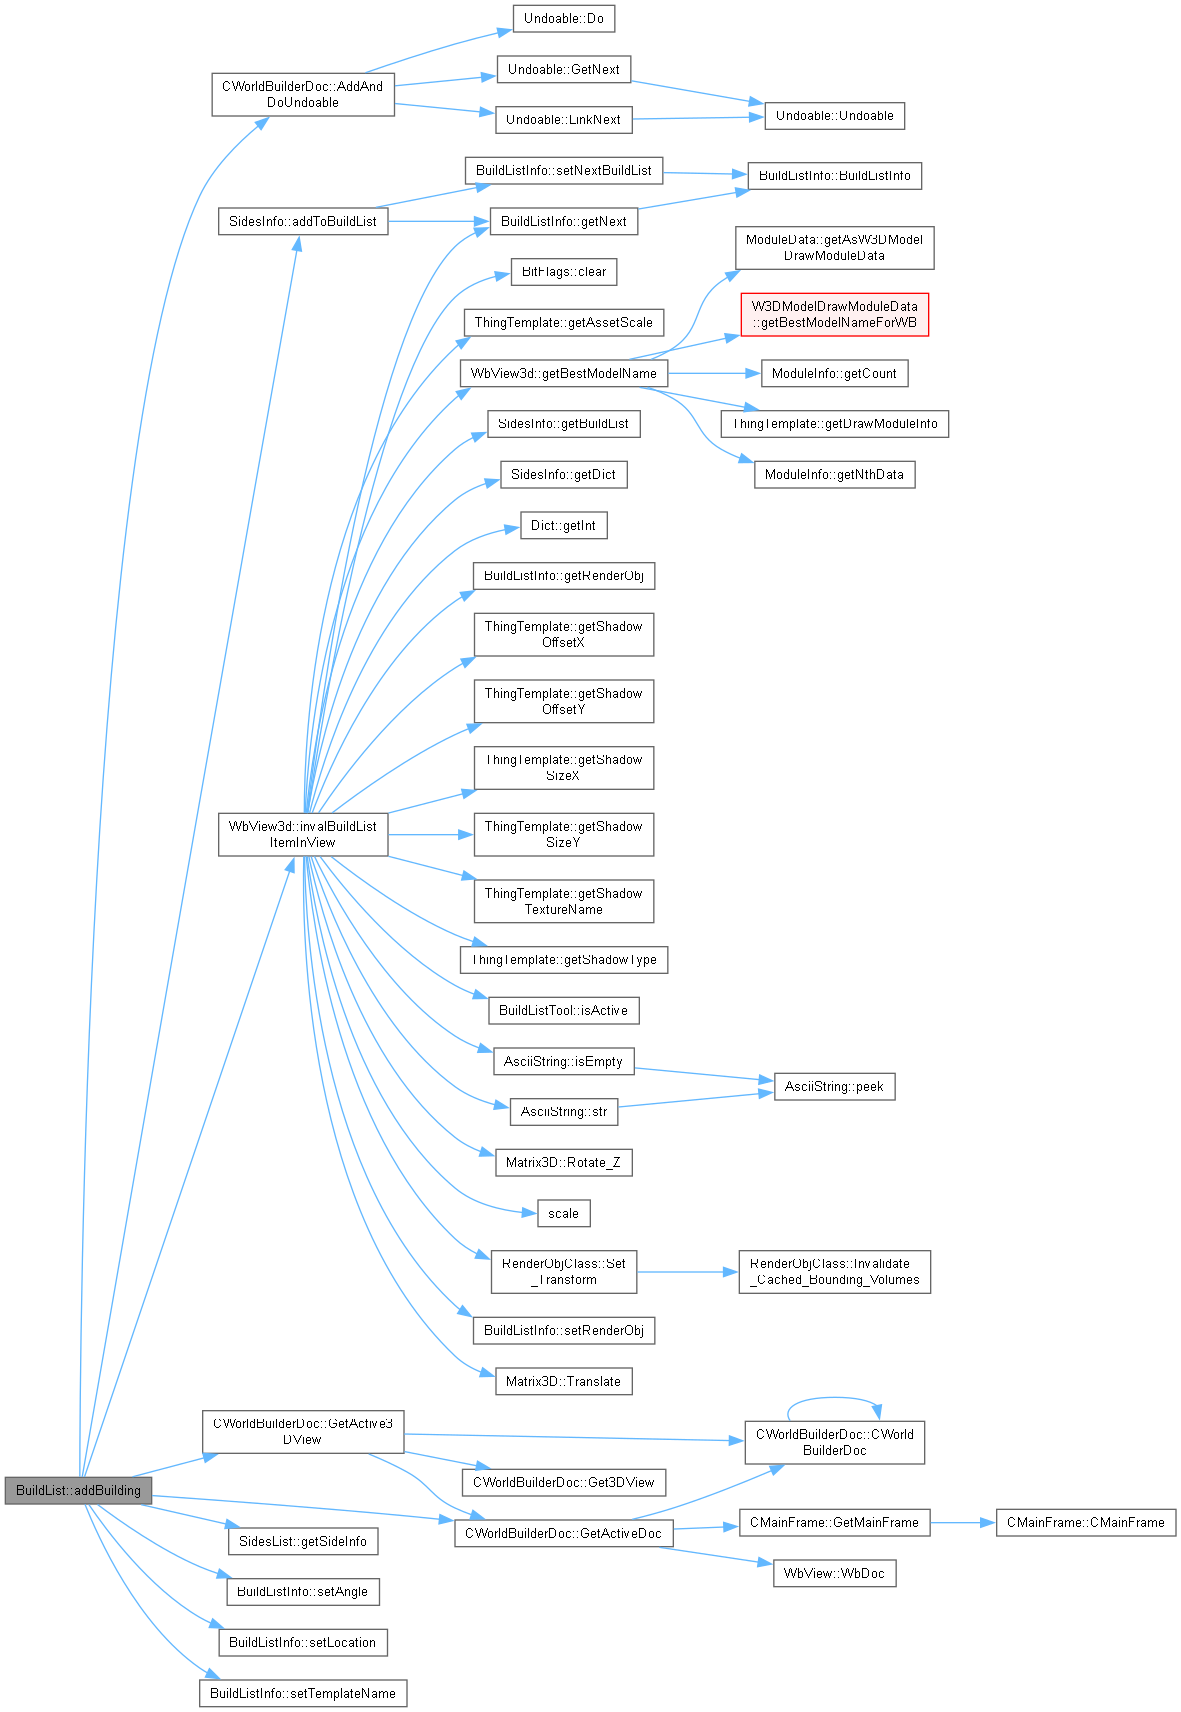 Undoable::Do
CWorldBuilderDoc::AddAnd
DoUndoable
Undoable::GetNext
Undoable::LinkNext
Undoable::Undoable
BuildListInfo::setNextBuildList
BuildListInfo::BuildListInfo
SidesInfo::addToBuildList
BuildListInfo::getNext
ModuleData::getAsW3DModel
DrawModuleData
BitFlags::clear
W3DModelDrawModuleData
::getBestModelNameForWB
ThingTemplate::getAssetScale
WbView3d::getBestModelName
ModuleInfo::getCount
SidesInfo::getBuildList
ThingTemplate::getDrawModuleInfo
SidesInfo::getDict
ModuleInfo::getNthData
Dict::getInt
BuildListInfo::getRenderObj
ThingTemplate::getShadow
OffsetX
ThingTemplate::getShadow
OffsetY
ThingTemplate::getShadow
SizeX
WbView3d::invalBuildList
ItemInView
ThingTemplate::getShadow
SizeY
ThingTemplate::getShadow
TextureName
ThingTemplate::getShadowType
BuildListTool::isActive
AsciiString::isEmpty
AsciiString::peek
AsciiString::str
Matrix3D::Rotate_Z
scale
RenderObjClass::Set
_Transform
RenderObjClass::Invalidate
_Cached_Bounding_Volumes
BuildListInfo::setRenderObj
Matrix3D::Translate
CWorldBuilderDoc::GetActive3
DView
CWorldBuilderDoc::CWorld
BuilderDoc
CWorldBuilderDoc::Get3DView
BuildList::addBuilding
CWorldBuilderDoc::GetActiveDoc
CMainFrame::GetMainFrame
CMainFrame::CMainFrame
SidesList::getSideInfo
WbView::WbDoc
BuildListInfo::setAngle
BuildListInfo::setLocation
BuildListInfo::setTemplateName